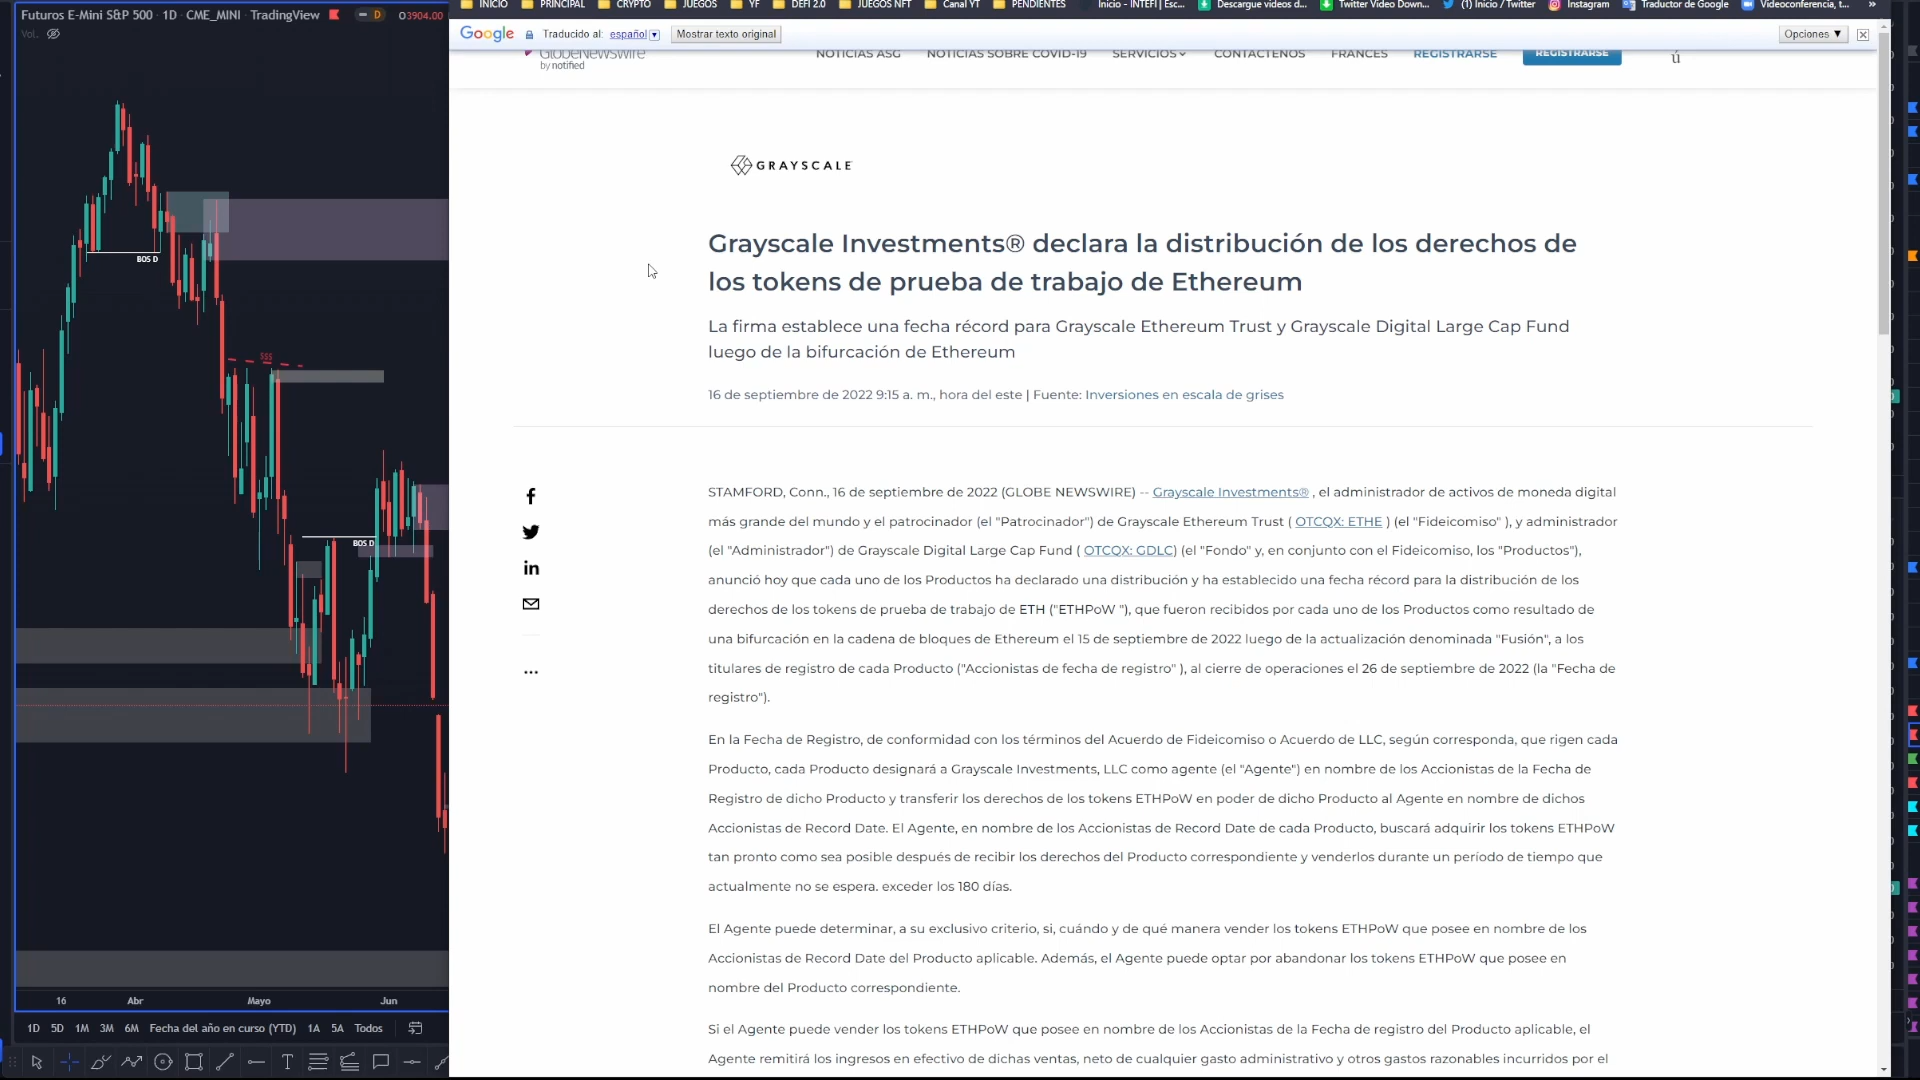 Futuros E-Mini S&P 500 · 1D · CME_MINI · TradingView D O3904.00
Vol.
INICIO PRINCIPAL CRYPTO JUEGOS YF DEFI 2.0 JUEGOS NFT Canal YT PENDIENTES Inicio - INTEFI | Esc... Descargue videos d... Twitter Video Down... (1) Inicio / Twitter Instagram Traductor de Google Videoconferencia, t... »
Google Traducido al: español Mostrar texto original Opciones ▼
GlobeNewswire
by notified
NOTICIAS ASG NOTICIAS SOBRE COVID-19 SERVICIOS CONTÁCTENOS FRANCÉS REGISTRARSE REGISTRARSE ú
GRAYSCALE
Grayscale Investments® declara la distribución de los derechos de
los tokens de prueba de trabajo de Ethereum
La firma establece una fecha récord para Grayscale Ethereum Trust y Grayscale Digital Large Cap Fund
luego de la bifurcación de Ethereum
16 de septiembre de 2022 9:15 a. m., hora del este | Fuente: Inversiones en escala de grises
STAMFORD, Conn., 16 de septiembre de 2022 (GLOBE NEWSWIRE) -- Grayscale Investments® , el administrador de activos de moneda digital
más grande del mundo y el patrocinador (el "Patrocinador") de Grayscale Ethereum Trust ( OTCQX: ETHE ) (el "Fideicomiso" ), y administrador
(el "Administrador") de Grayscale Digital Large Cap Fund ( OTCQX: GDLC) (el "Fondo" y, en conjunto con el Fideicomiso, los "Productos"),
anunció hoy que cada uno de los Productos ha declarado una distribución y ha establecido una fecha récord para la distribución de los
derechos de los tokens de prueba de trabajo de ETH ("ETHPoW "), que fueron recibidos por cada uno de los Productos como resultado de
una bifurcación en la cadena de bloques de Ethereum el 15 de septiembre de 2022 luego de la actualización denominada "Fusión", a los
titulares de registro de cada Producto ("Accionistas de fecha de registro" ), al cierre de operaciones el 26 de septiembre de 2022 (la "Fecha de
registro").
En la Fecha de Registro, de conformidad con los términos del Acuerdo de Fideicomiso o Acuerdo de LLC, según corresponda, que rigen cada
Producto, cada Producto designará a Grayscale Investments, LLC como agente (el "Agente") en nombre de los Accionistas de la Fecha de
Registro de dicho Producto y transferir los derechos de los tokens ETHPoW en poder de dicho Producto al Agente en nombre de dichos
Accionistas de Record Date. El Agente, en nombre de los Accionistas de Record Date de cada Producto, buscará adquirir los tokens ETHPoW
tan pronto como sea posible después de recibir los derechos del Producto correspondiente y venderlos durante un período de tiempo que
actualmente no se espera. exceder los 180 días.
El Agente puede determinar, a su exclusivo criterio, si, cuándo y de qué manera vender los tokens ETHPoW que posee en nombre de los
Accionistas de Record Date del Producto aplicable. Además, el Agente puede optar por abandonar los tokens ETHPoW que posee en
nombre del Producto correspondiente.
Si el Agente puede vender los tokens ETHPoW que posee en nombre de los Accionistas de la Fecha de registro del Producto aplicable, el
Agente remitirá los ingresos en efectivo de dichas ventas, neto de cualquier gasto administrativo y otros gastos razonables incurridos por el
BOS D
$$$
BOS D
16 Abr Mayo Jun
1D 5D 1M 3M 6M Fecha del año en curso (YTD) 1A 5A Todos